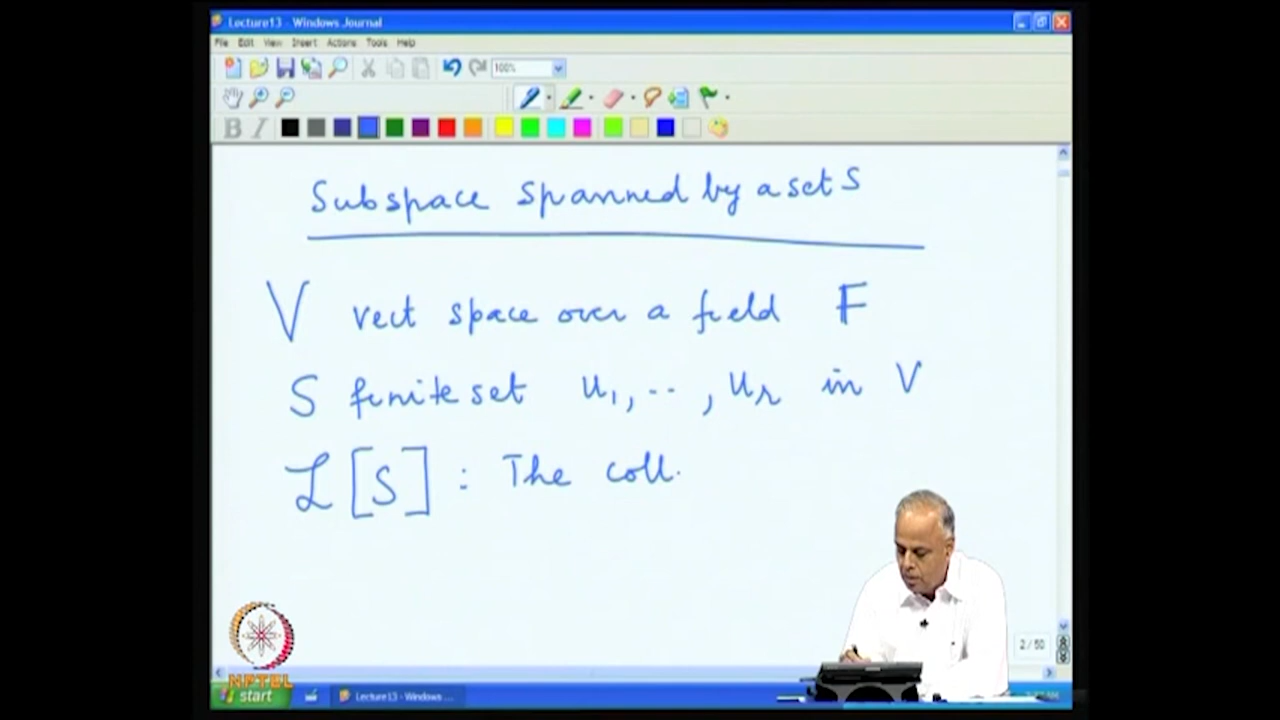 Lecture13 - Windows Journal
File Edit View Insert Actions Tools Help
100%
B I
Subspace spanned by a set S
V vect space over a field F
S finite set u₁, .. , uᵣ in V
L[S] : The coll.
2 / 50
NPTEL
start Lecture13 - Windows ...